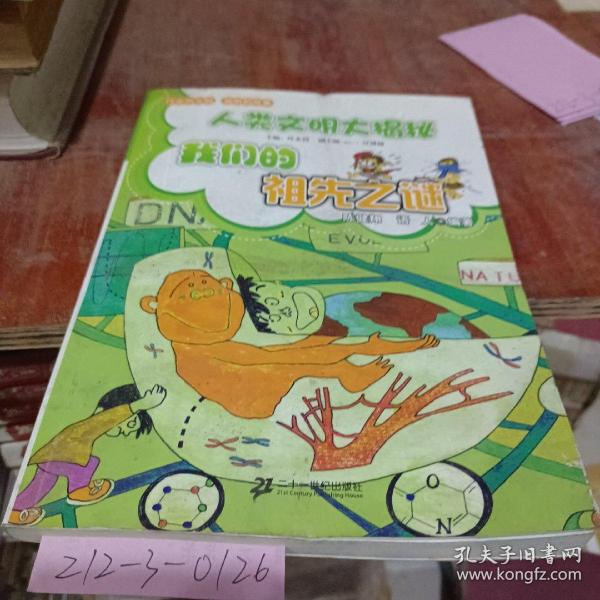 人类文明大揭秘
我们的
祖先之谜
DN
EVO
NATU
O
N
21 二十一世纪出版社
21st Century Publishing House
212-3-0126
孔夫子旧书网
www.kongfz.com